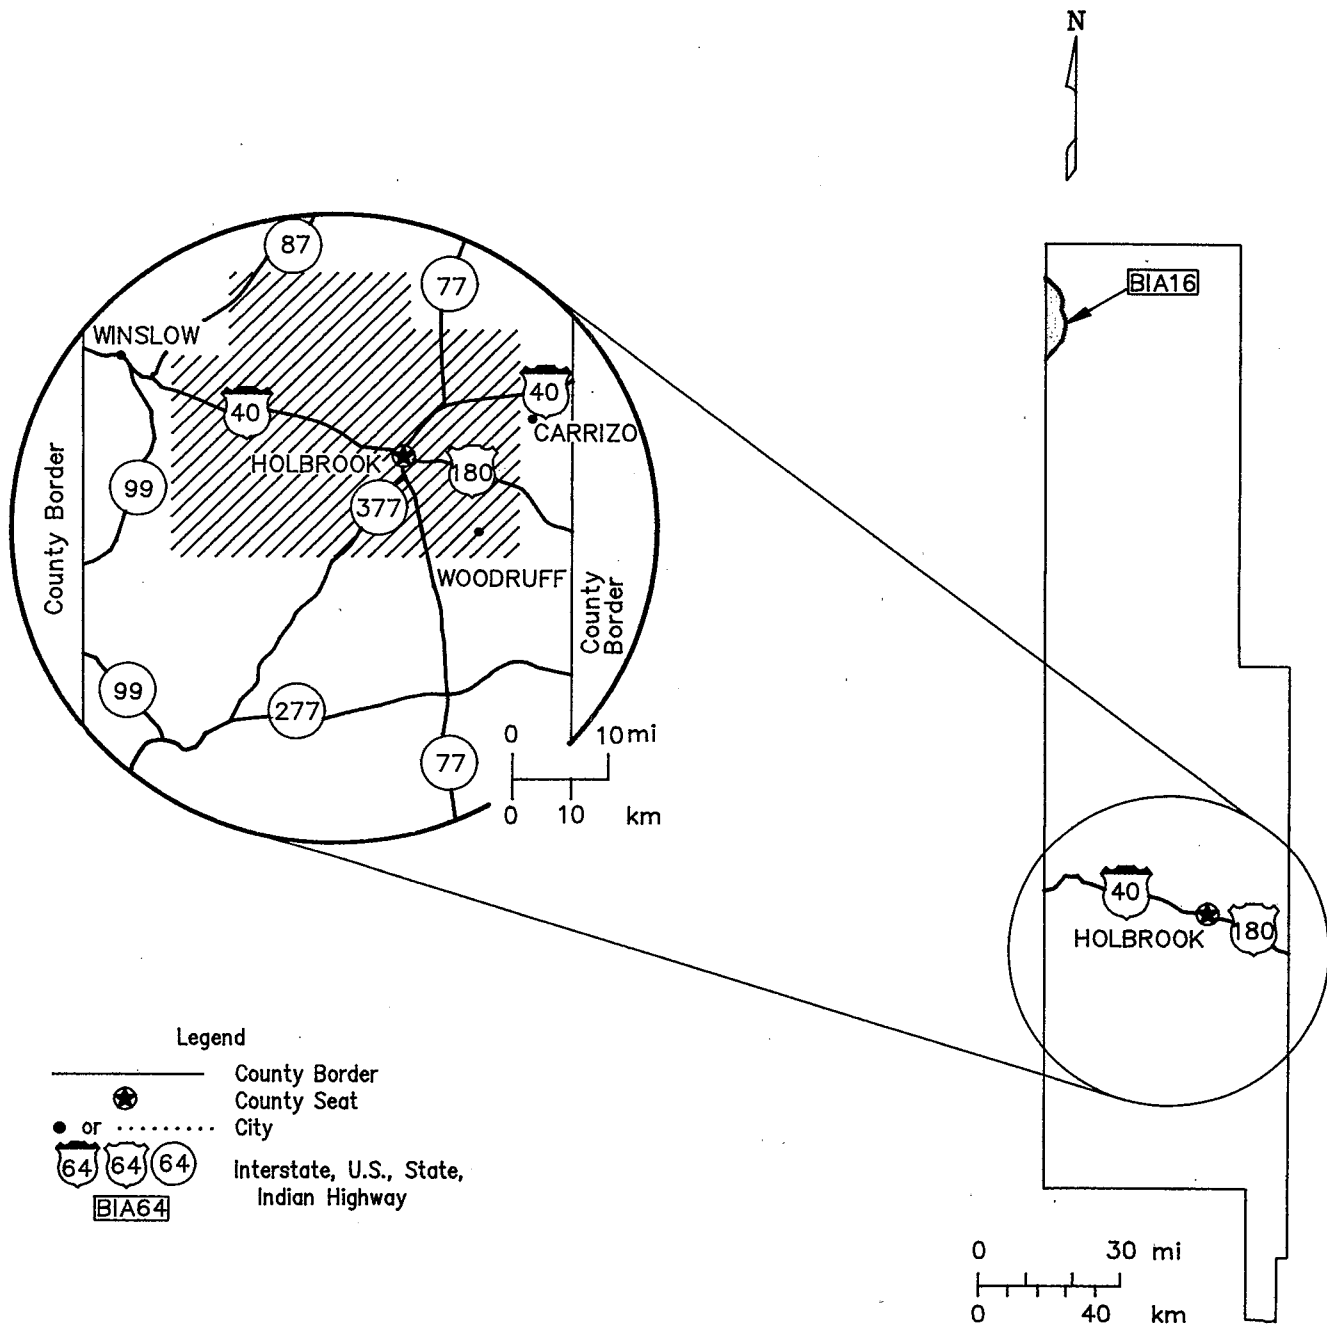 N
BIA16
87
77
WINSLOW
40
40
CARRIZO
HOLBROOK
180
99
377
County Border
WOODRUFF
County
Border
99
277
77
0 10 mi
0 10 km
40
HOLBROOK
180
Legend
County Border
County Seat
or City
64 64 64 Interstate, U.S., State,
Indian Highway
BIA64
0 30 mi
0 40 km